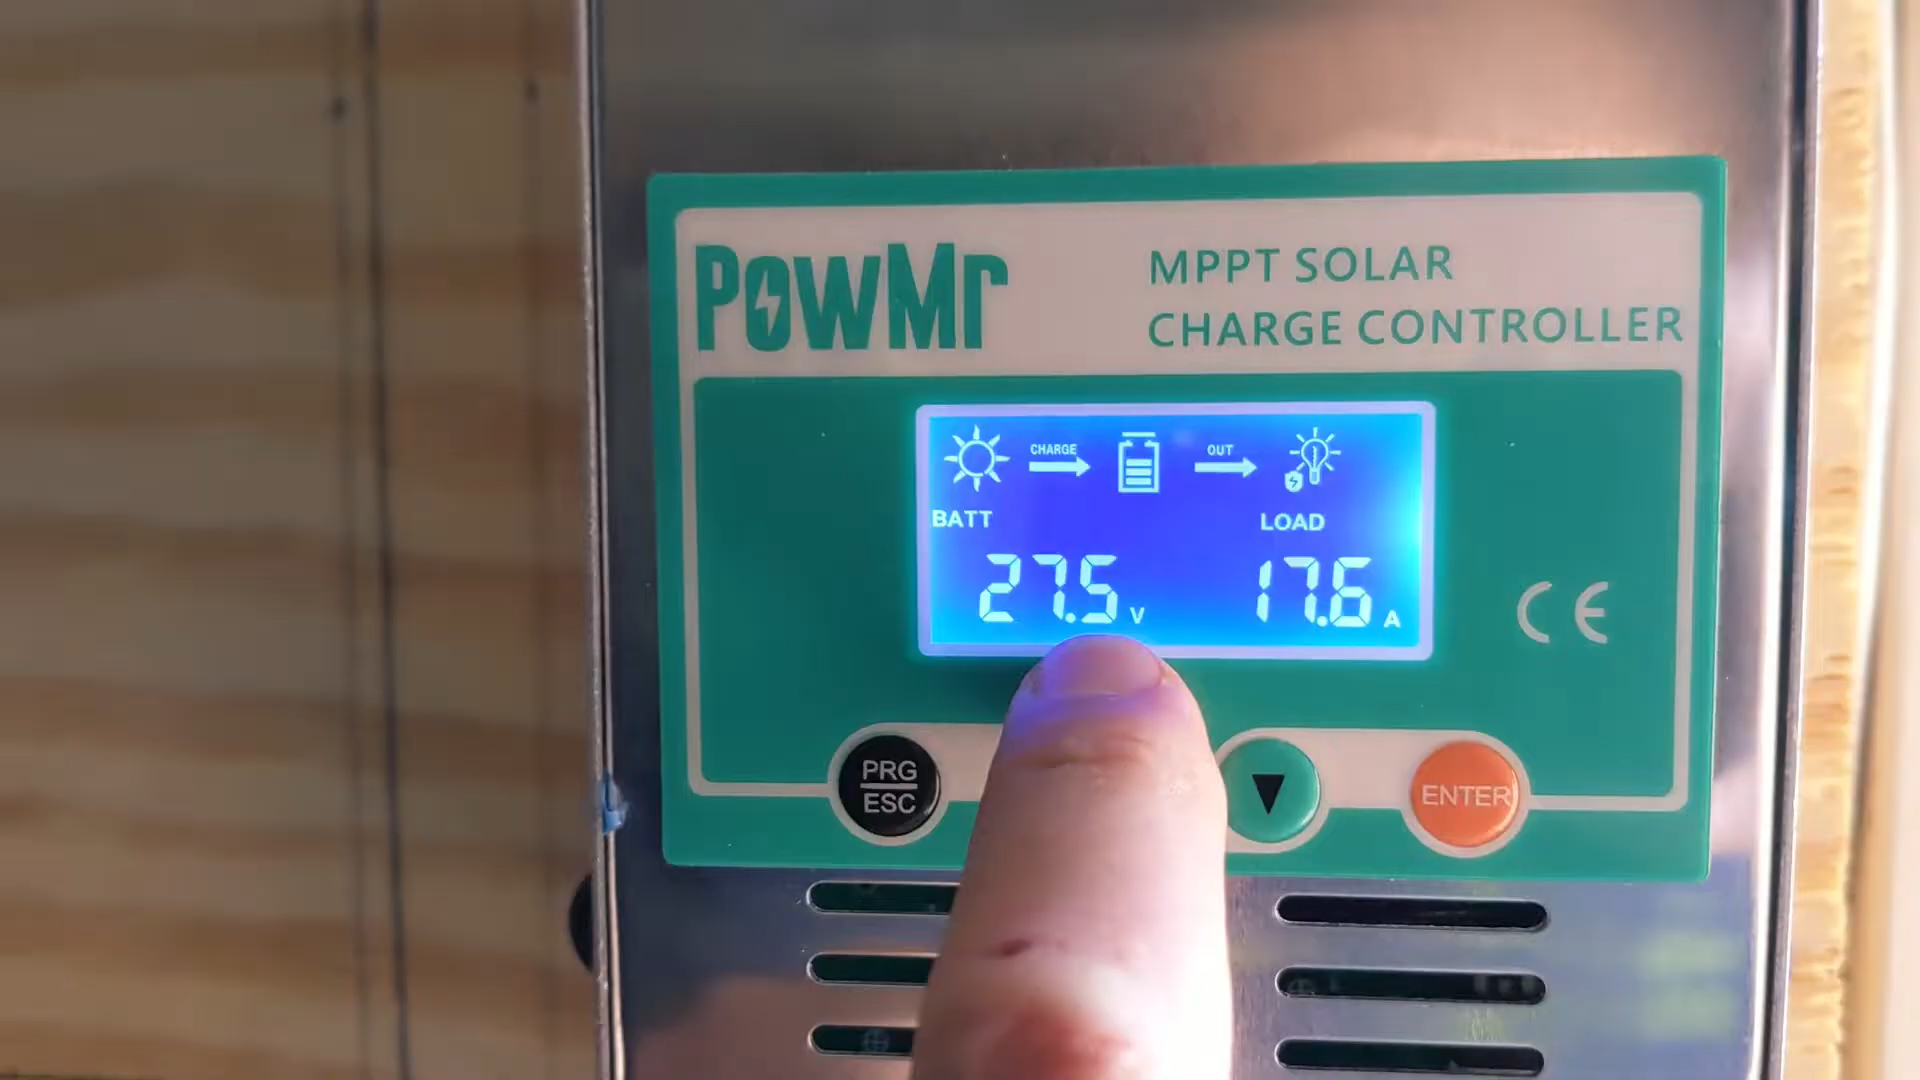 PowMr
MPPT SOLAR
CHARGE CONTROLLER
CHARGE
OUT
BATT
LOAD
27.5 V
17.6 A
CE
PRG
ESC
▼
ENTER